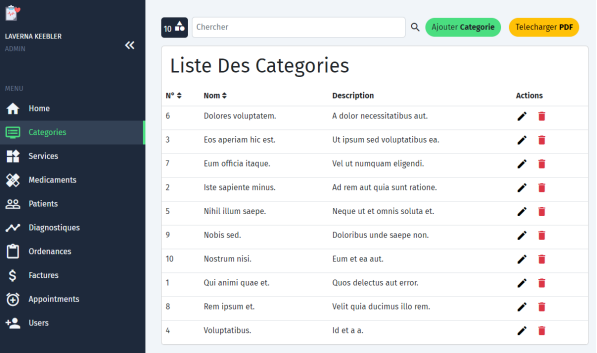 LAVERNA KEEBLER
ADMIN
MENU
Home
Categories
Services
Medicaments
Patients
Diagnostiques
Ordenances
Factures
Appointments
Users
10 Chercher Ajouter Categorie Telecharger PDF
Liste Des Categories
N° Nom Description Actions
6 Dolores voluptatem. A dolor necessitatibus aut.
3 Eos aperiam hic est. Ut ipsum sed voluptatibus ea.
7 Eum officia itaque. Vel ut numquam eligendi.
2 Iste sapiente minus. Ad rem aut quia sunt ratione.
5 Nihil illum saepe. Neque ut et omnis soluta et.
9 Nobis sed. Doloribus unde saepe non.
10 Nostrum nisi. Eum et ea aut.
1 Qui animi quae et. Quos delectus aut error.
8 Rem ipsum et. Velit quia ducimus illo rem.
4 Voluptatibus. Id et a a.